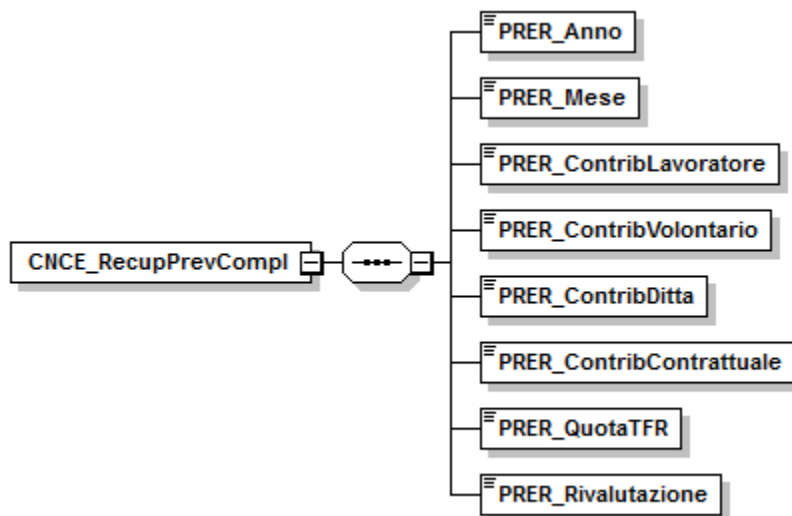 PRER_Anno
PRER_Mese
PRER_ContribLavoratore
PRER_ContribVolontario
CNCE_RecupPrevCompl
PRER_ContribDitta
PRER_ContribContrattuale
PRER_QuotaTFR
PRER_Rivalutazione